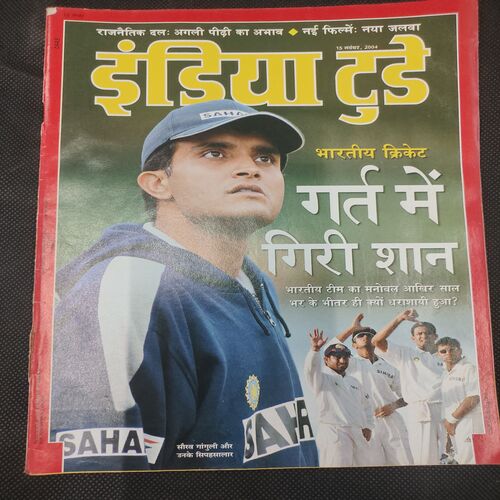 राजनैतिक दलः अगली पीढ़ी का अभाव ◆ नई फिल्मेंः नया जलवा
15 नवंबर, 2004
इंडिया टुडे
SAHARA
भारतीय क्रिकेट
गर्त में
गिरी शान
भारतीय टीम का मनोबल आखिर साल
भर के भीतर ही क्यों धराशायी हुआ?
SAHA
SAHA
सौरव गांगुली और
उनके सिपहसालार